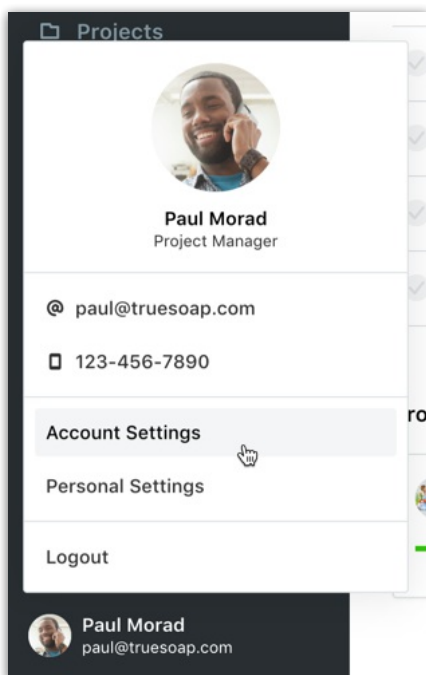 Projects
Paul Morad
Project Manager
paul@truesoap.com
123-456-7890
Account Settings
Personal Settings
Logout
Paul Morad
paul@truesoap.com